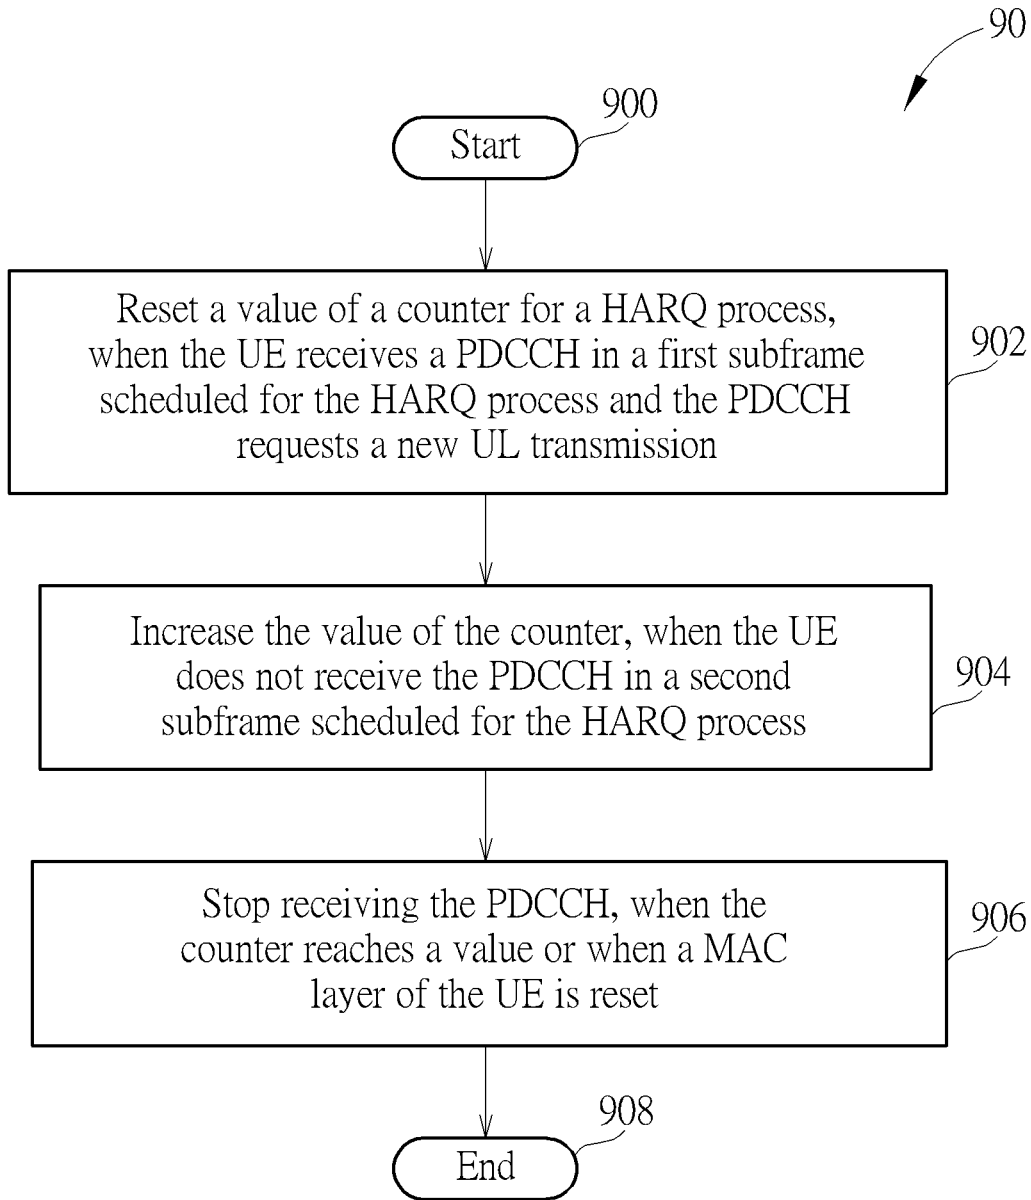 90
900
Start
Reset a value of a counter for a HARQ process,
when the UE receives a PDCCH in a first subframe
scheduled for the HARQ process and the PDCCH
requests a new UL transmission
902
Increase the value of the counter, when the UE
does not receive the PDCCH in a second
subframe scheduled for the HARQ process
904
Stop receiving the PDCCH, when the
counter reaches a value or when a MAC
layer of the UE is reset
906
908
End